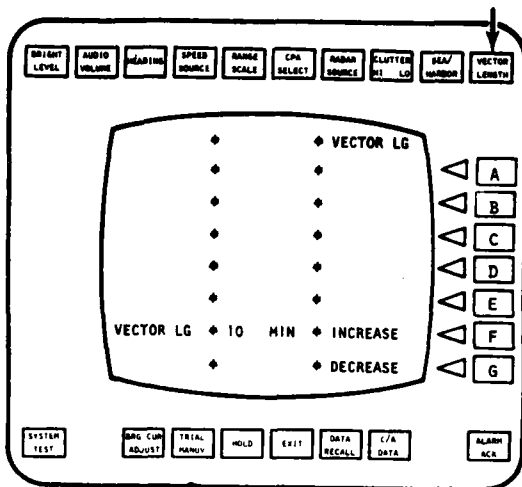 BRIGHT LEVEL AUDIO VOLUME HEADING SPEED SOURCE RANGE SCALE CPA SELECT RADAR SOURCE CLUTTER HI LO SEA/ HARBOR VECTOR LENGTH
VECTOR LG
A
B
C
D
E
VECTOR LG 10 MIN INCREASE F
DECREASE G
SYSTEM TEST BRG CUR ADJUST TRIAL MANUV HOLD EXIT DATA RECALL C/A DATA ALARM ACK